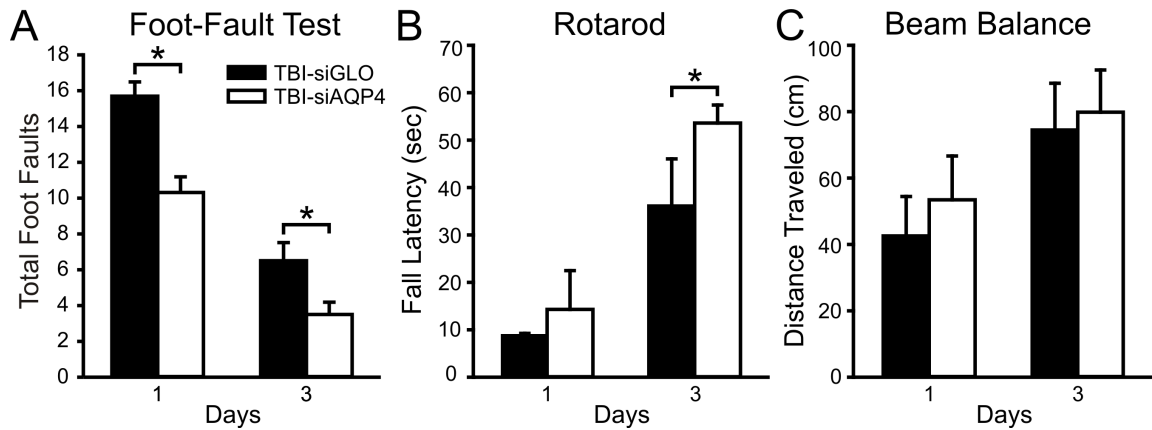 A Foot-Fault Test
Total Foot Faults
18
16
14
12
10
8
6
4
2
0
*
*
TBI-siGLO
TBI-siAQP4
1 3
Days
B Rotarod
Fall Latency (sec)
70
60
50
40
30
20
10
0
*
1 3
Days
C Beam Balance
Distance Traveled (cm)
100
80
60
40
20
0
1 3
Days